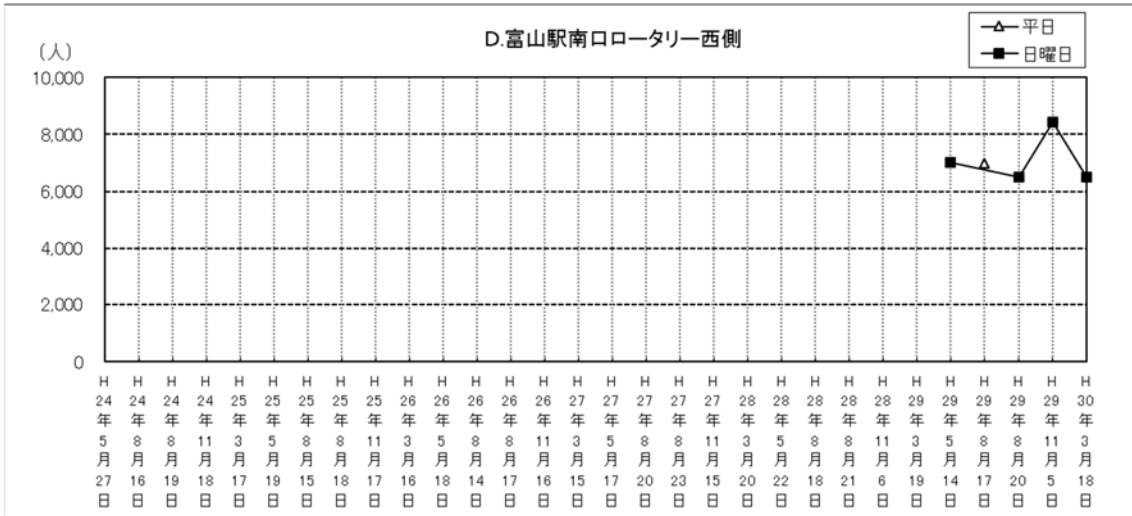 D.富山駅南口ロータリー西側
平日
日曜日
(人)
10,000
8,000
6,000
4,000
2,000
0
H24年5月27日
H24年8月16日
H24年8月19日
H24年11月18日
H25年3月17日
H25年5月19日
H25年8月15日
H25年8月18日
H25年11月17日
H26年3月16日
H26年5月18日
H26年8月14日
H26年8月17日
H26年11月16日
H27年3月15日
H27年5月17日
H27年8月20日
H27年8月23日
H27年11月15日
H28年3月20日
H28年5月22日
H28年8月18日
H28年8月21日
H28年11月6日
H29年3月19日
H29年5月14日
H29年8月17日
H29年8月20日
H29年11月5日
H30年3月18日